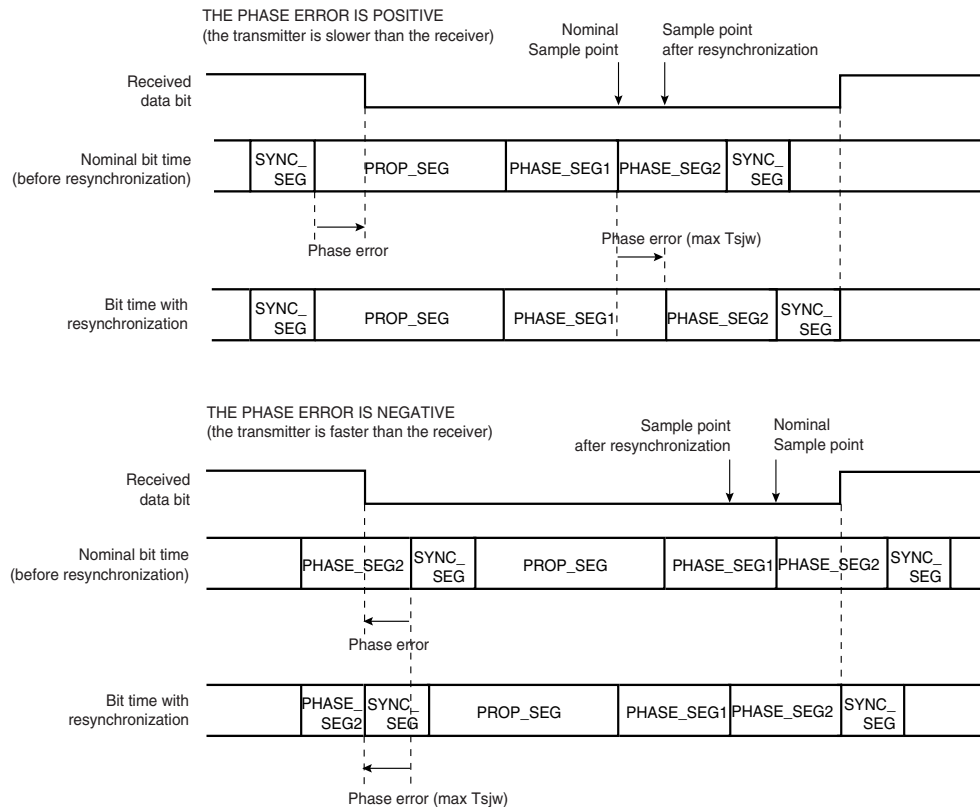 THE PHASE ERROR IS POSITIVE
(the transmitter is slower than the receiver)
Nominal
Sample point
Sample point
after resynchronization
Received
data bit
Nominal bit time
(before resynchronization)
SYNC_
SEG
PROP_SEG
PHASE_SEG1
PHASE_SEG2
SYNC_
SEG
Phase error
Phase error (max Tsjw)
Bit time with
resynchronization
SYNC_
SEG
PROP_SEG
PHASE_SEG1
PHASE_SEG2
SYNC_
SEG
THE PHASE ERROR IS NEGATIVE
(the transmitter is faster than the receiver)
Sample point
after resynchronization
Nominal
Sample point
Received
data bit
Nominal bit time
(before resynchronization)
PHASE_SEG2
SYNC_
SEG
PROP_SEG
PHASE_SEG1
PHASE_SEG2
SYNC_
SEG
Phase error
Bit time with
resynchronization
PHASE_
SEG2
SYNC_
SEG
PROP_SEG
PHASE_SEG1
PHASE_SEG2
SYNC_
SEG
Phase error (max Tsjw)